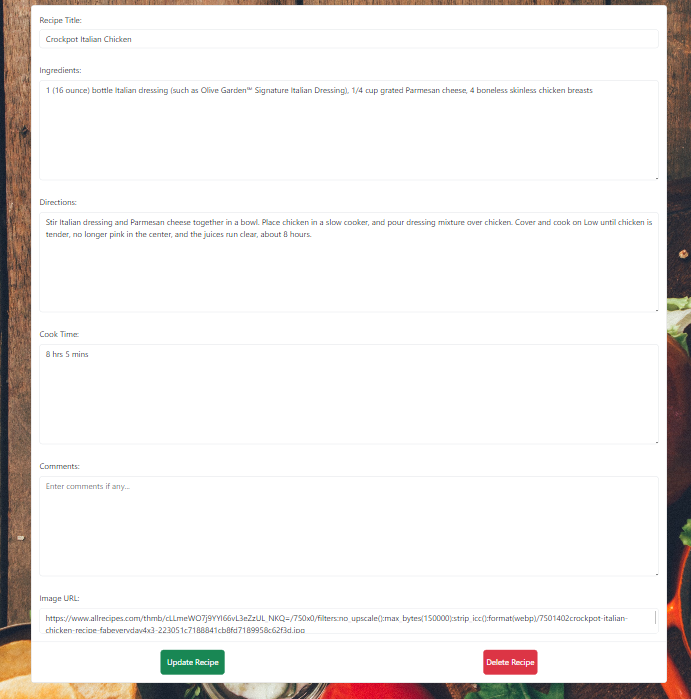 Recipe Title:
Crockpot Italian Chicken
Ingredients:
1 (16 ounce) bottle Italian dressing (such as Olive Garden™ Signature Italian Dressing), 1/4 cup grated Parmesan cheese, 4 boneless skinless chicken breasts
Directions:
Stir Italian dressing and Parmesan cheese together in a bowl. Place chicken in a slow cooker, and pour dressing mixture over chicken. Cover and cook on Low until chicken is
tender, no longer pink in the center, and the juices run clear, about 8 hours.
Cook Time:
8 hrs 5 mins
Comments:
Enter comments if any...
Image URL:
https://www.allrecipes.com/thmb/cLLmeWO7j9YYI66vL3eZzUL_NKQ=/750x0/filters:no_upscale():max_bytes(150000):strip_icc():format(webp)/7501402crockpot-italian-
chicken-recipe-fabeveryday4x3-223051c7188841cb8fd7189958c62f3d.jpg
Update Recipe
Delete Recipe